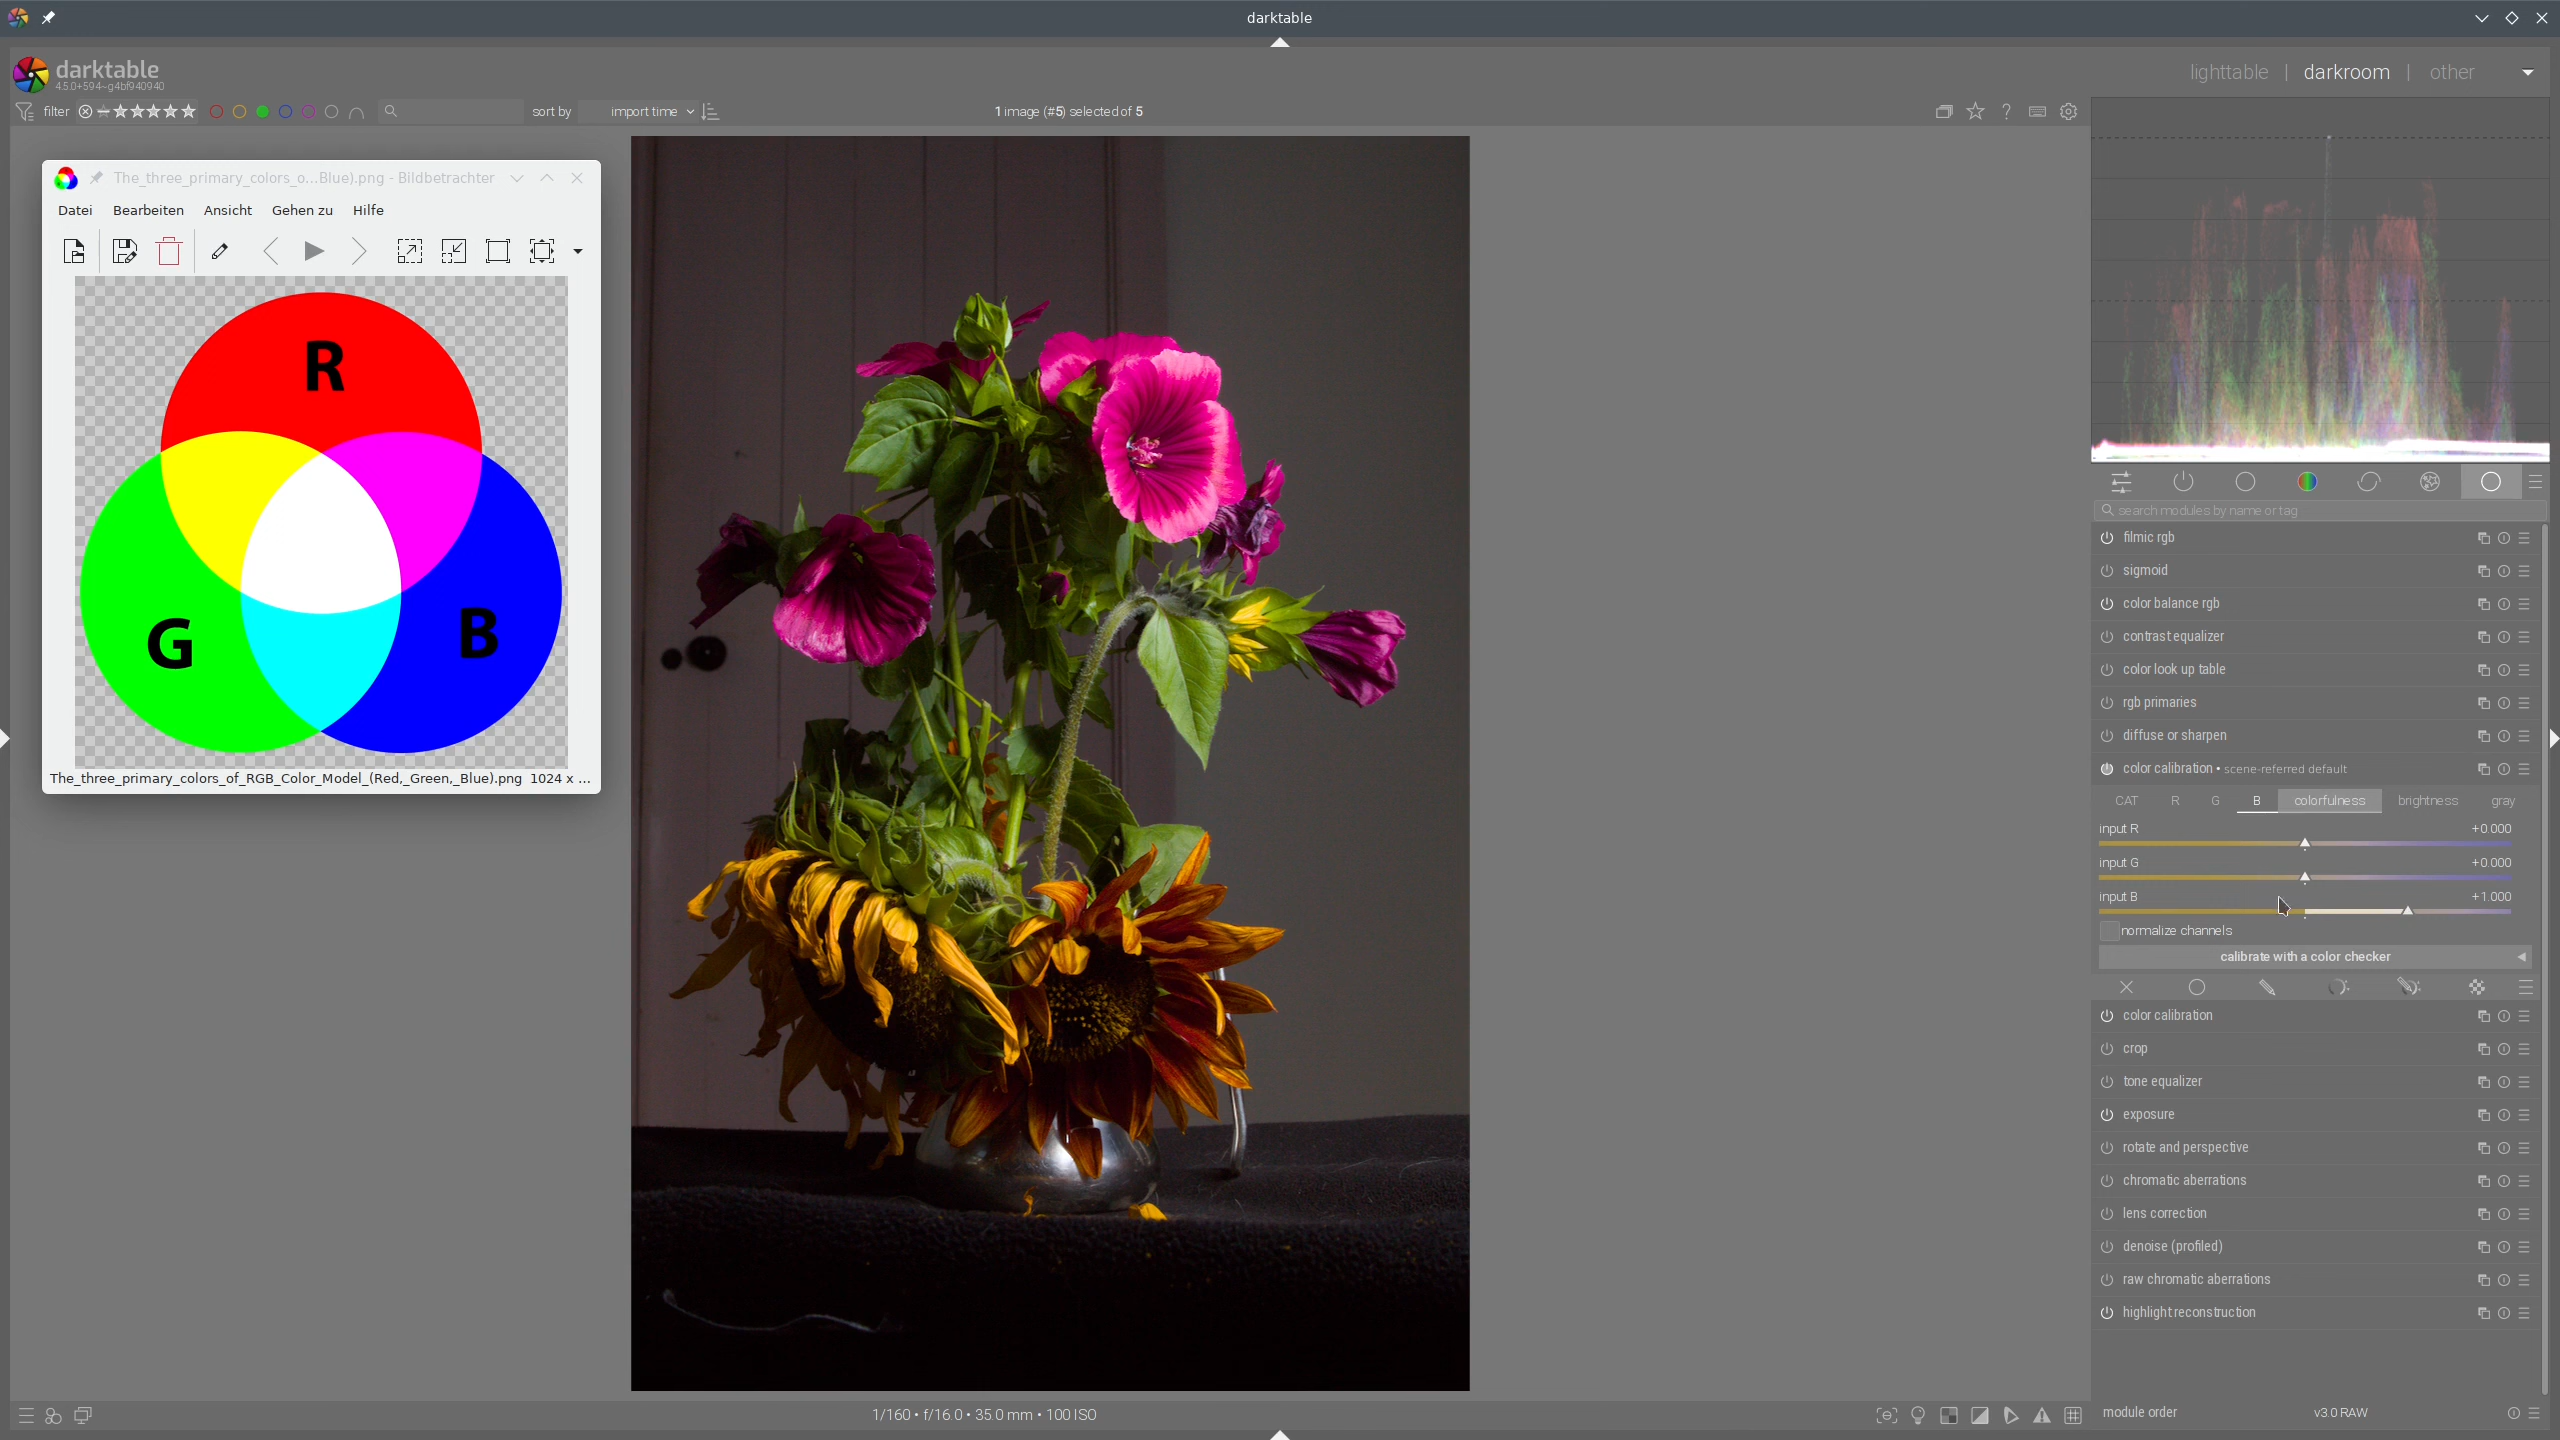 darktable
darktable
4.5.0+594~g4bf940940
lighttable | darkroom | other
filter
sort by import time
1 image (#5) selected of 5
The_three_primary_colors_o...Blue).png - Bildbetrachter
Datei Bearbeiten Ansicht Gehen zu Hilfe
R
G
B
The_three_primary_colors_of_RGB_Color_Model_(Red,_Green,_Blue).png 1024 x ...
search modules by name or tag
filmic rgb
sigmoid
color balance rgb
contrast equalizer
color look up table
rgb primaries
diffuse or sharpen
color calibration • scene-referred default
CAT R G B colorfulness brightness gray
input R +0.000
input G +0.000
input B +1.000
normalize channels
calibrate with a color checker
color calibration
crop
tone equalizer
exposure
rotate and perspective
chromatic aberrations
lens correction
denoise (profiled)
raw chromatic aberrations
highlight reconstruction
1/160 • f/16.0 • 35.0 mm • 100 ISO
module order v3.0 RAW